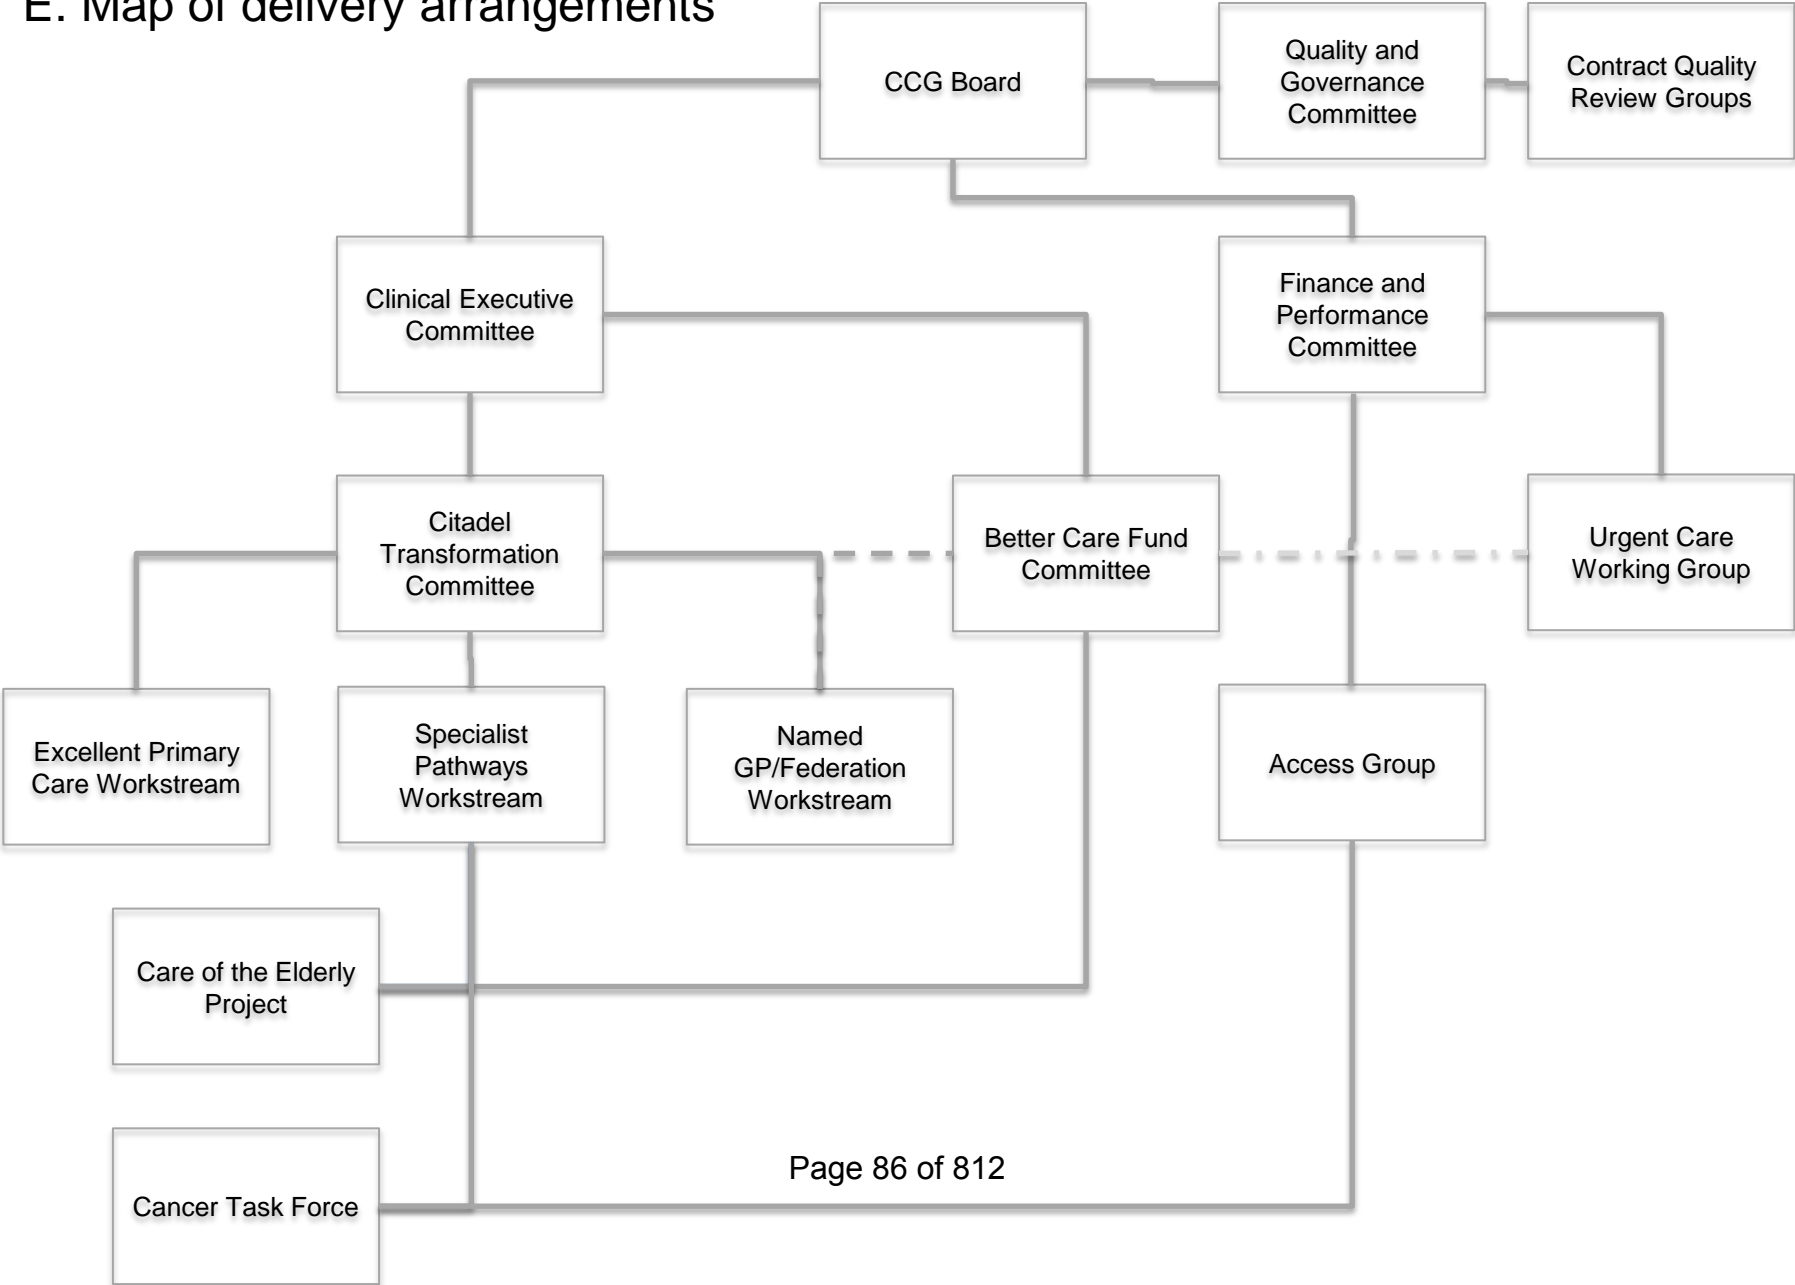 E. Map of delivery arrangements
CCG Board
Quality and
Governance
Committee
Contract Quality
Review Groups
Clinical Executive
Committee
Finance and
Performance
Committee
Citadel
Transformation
Committee
Better Care Fund
Committee
Urgent Care
Working Group
Excellent Primary
Care Workstream
Specialist
Pathways
Workstream
Named
GP/Federation
Workstream
Access Group
Care of the Elderly
Project
Cancer Task Force
Page 86 of 812